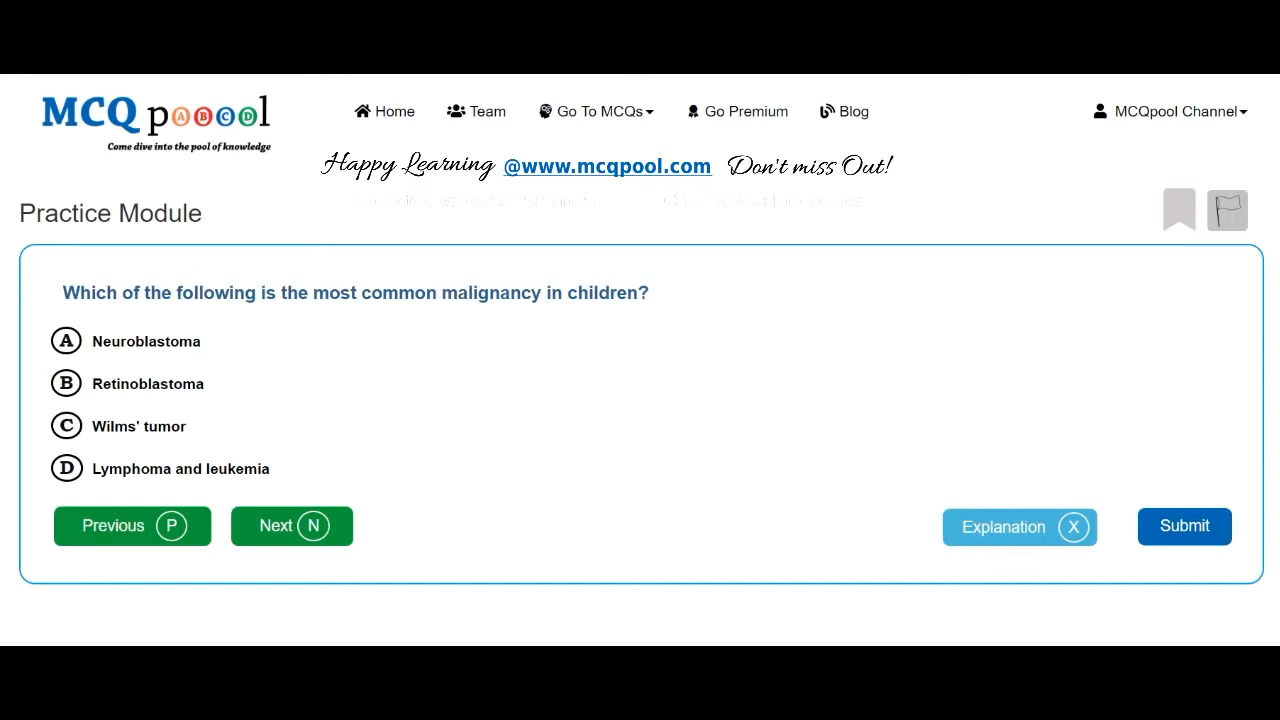 MCQ pABCDl
Come dive into the pool of knowledge
Home Team Go To MCQs Go Premium Blog MCQpool Channel
Happy Learning @www.mcqpool.com Don't miss Out!
Practice Module
Which of the following is the most common malignancy in children?
A Neuroblastoma
B Retinoblastoma
C Wilms' tumor
D Lymphoma and leukemia
Previous P Next N Explanation X Submit